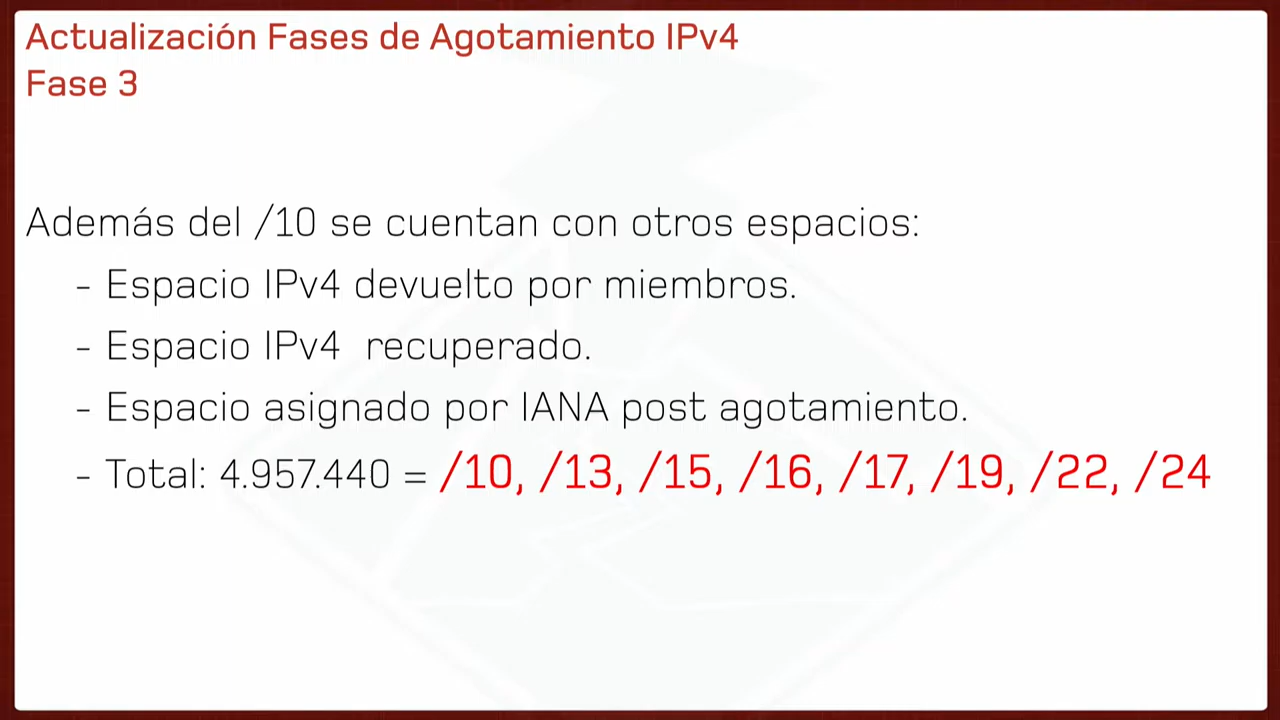 Actualización Fases de Agotamiento IPv4
Fase 3
Además del /10 se cuentan con otros espacios:
- Espacio IPv4 devuelto por miembros.
- Espacio IPv4  recuperado.
- Espacio asignado por IANA post agotamiento.
- Total: 4.957.440 = /10, /13, /15, /16, /17, /19, /22, /24